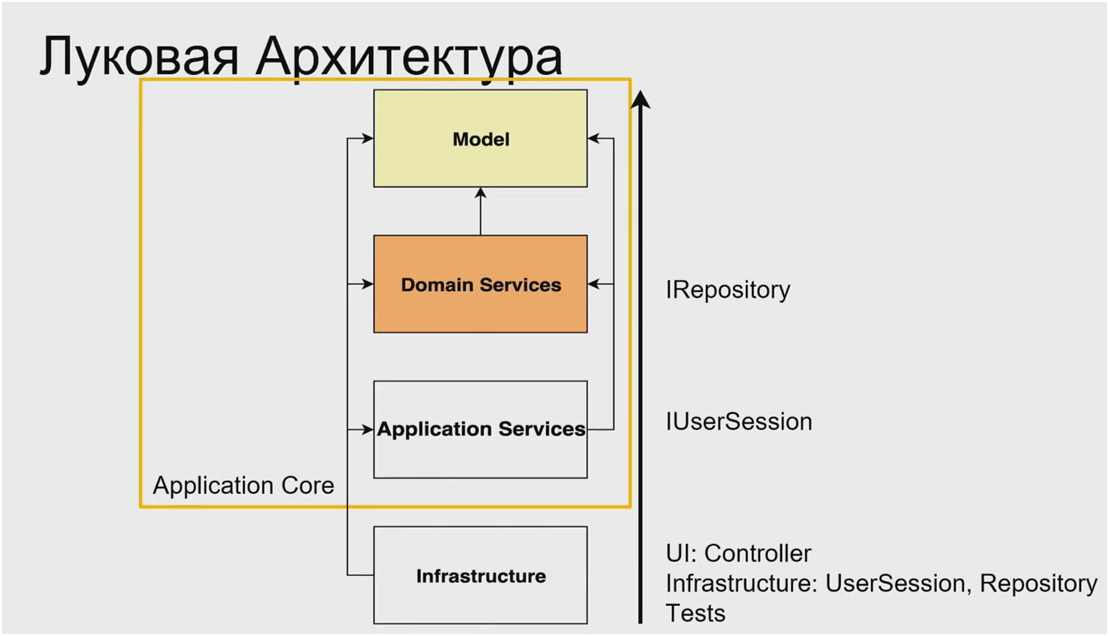 Луковая Архитектура
Model
Domain Services
IRepository
Application Services
IUserSession
Application Core
Infrastructure
UI: Controller
Infrastructure: UserSession, Repository
Tests